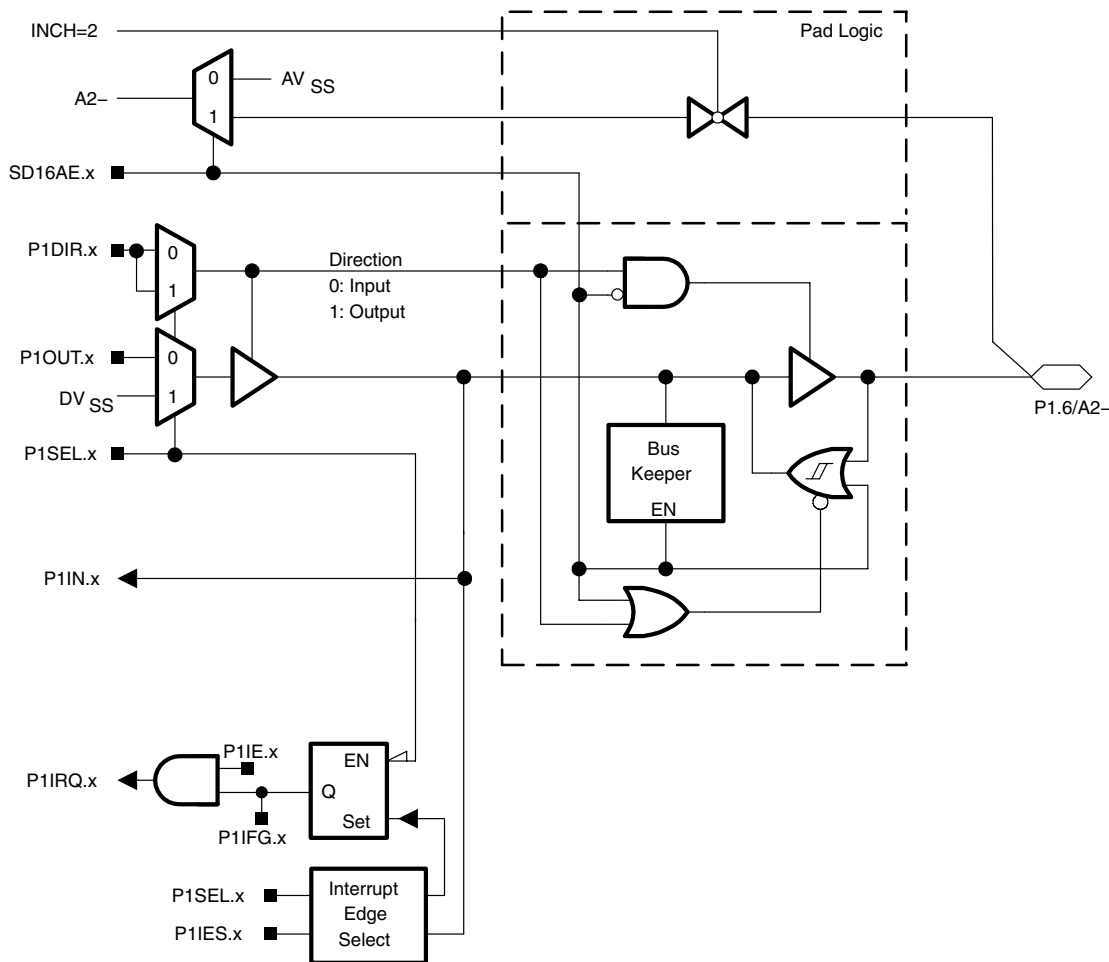 INCH=2
Pad Logic
0
AV SS
A2–
1
SD16AE.x
P1DIR.x
0
1
Direction
0: Input
1: Output
P1OUT.x
0
DV SS
1
P1.6/A2–
P1SEL.x
Bus
Keeper
EN
P1IN.x
P1IE.x
EN
P1IRQ.x
Q
Set
P1IFG.x
P1SEL.x
P1IES.x
Interrupt
Edge
Select